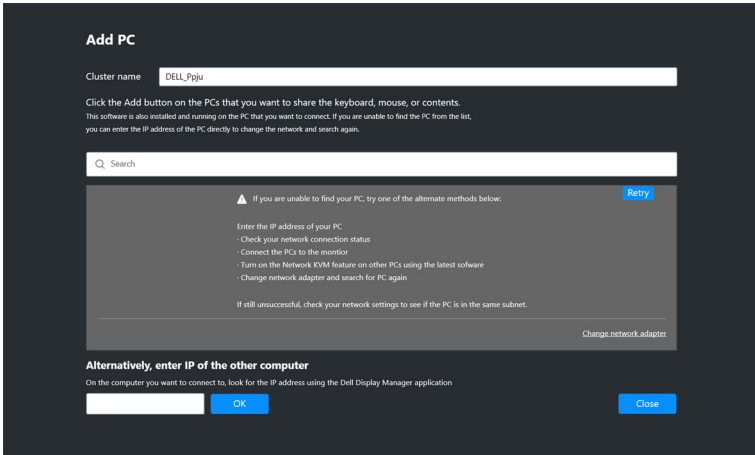 Add PC
Cluster name DELL_Ppju
Click the Add button on the PCs that you want to share the keyboard, mouse, or contents.
This software is also installed and running on the PC that you want to connect. If you are unable to find the PC from the list,
you can enter the IP address of the PC directly to change the network and search again.
Search
Retry
If you are unable to find your PC, try one of the alternate methods below:
Enter the IP address of your PC
- Check your network connection status
- Connect the PCs to the montior
- Turn on the Network KVM feature on other PCs using the latest sofware
- Change network adapter and search for PC again
If still unsuccessful, check your network settings to see if the PC is in the same subnet.
Change network adapter
Alternatively, enter IP of the other computer
On the computer you want to connect to, look for the IP address using the Dell Display Manager application
OK
Close